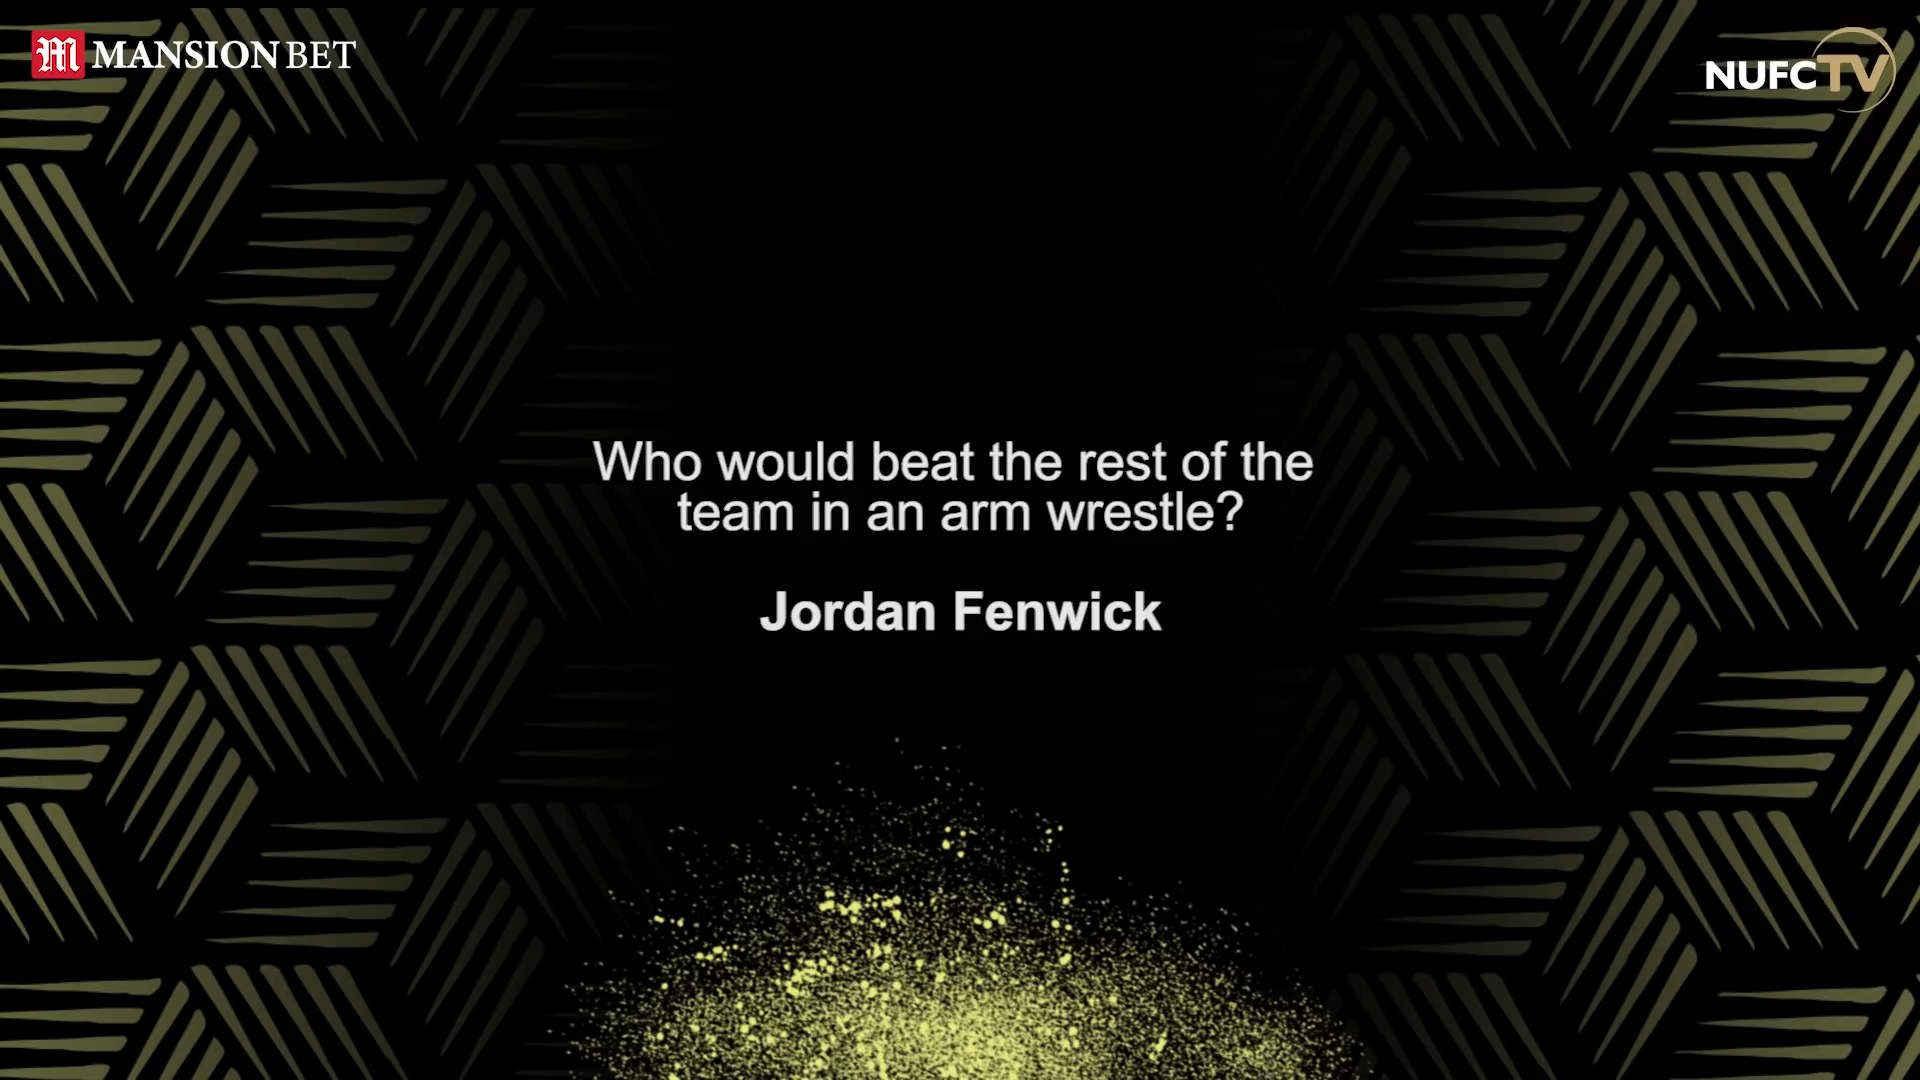 MANSIONBET
NUFCTV
Who would beat the rest of the
team in an arm wrestle?
Jordan Fenwick